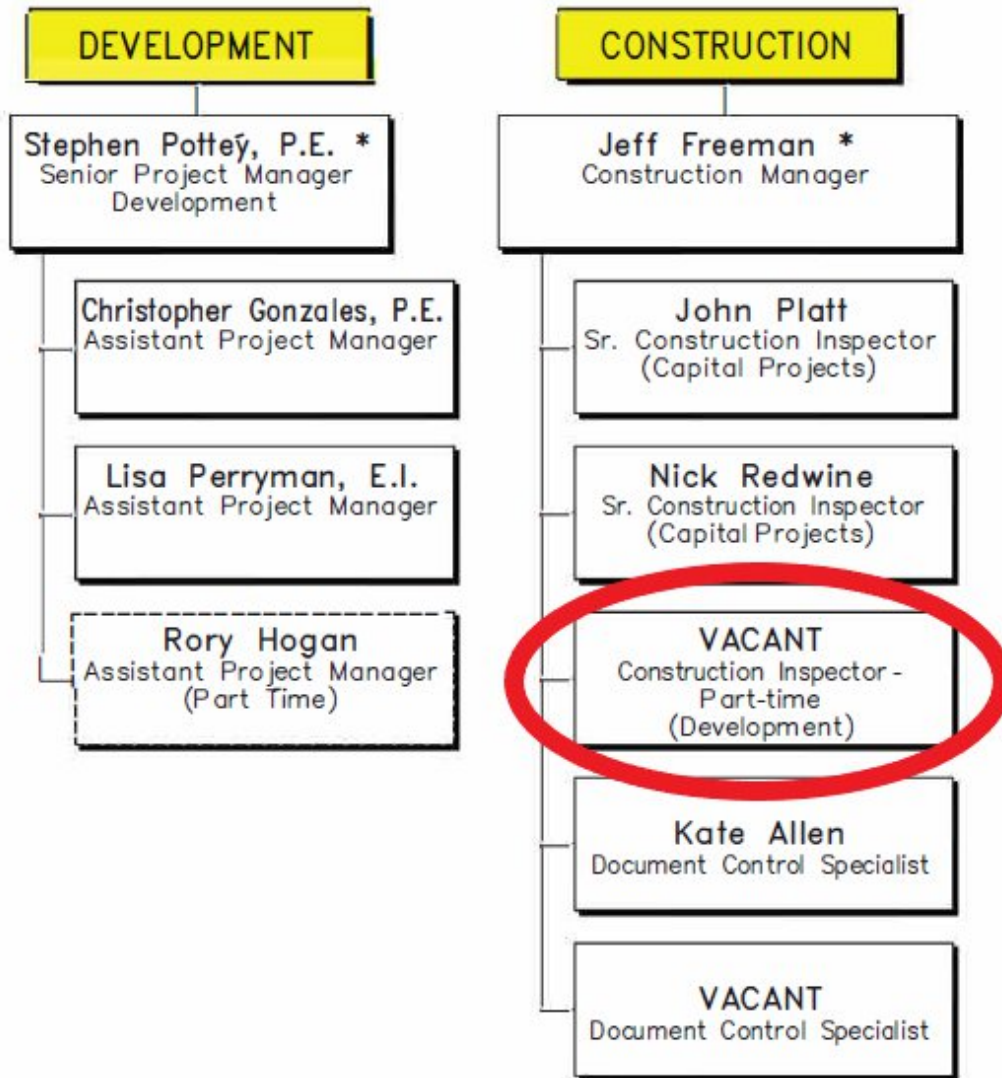 DEVELOPMENT
Stephen Pottey, P.E. *
Senior Project Manager
Development
Christopher Gonzales, P.E.
Assistant Project Manager
Lisa Perryman, E.I.
Assistant Project Manager
Rory Hogan
Assistant Project Manager
(Part Time)
CONSTRUCTION
Jeff Freeman *
Construction Manager
John Platt
Sr. Construction Inspector
(Capital Projects)
Nick Redwine
Sr. Construction Inspector
(Capital Projects)
VACANT
Construction Inspector -
Part-time
(Development)
Kate Allen
Document Control Specialist
VACANT
Document Control Specialist